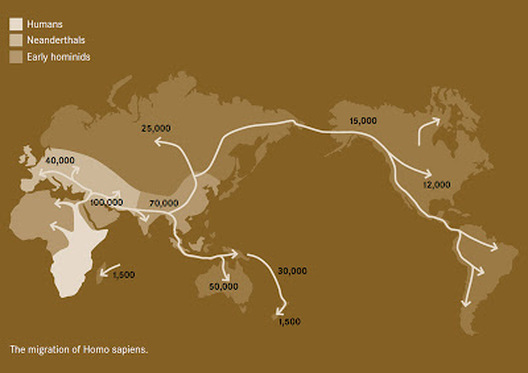 Humans
Neanderthals
Early hominids
15,000
25,000
40,000
12,000
100,000
70,000
1,500
30,000
50,000
1,500
The migration of Homo sapiens.